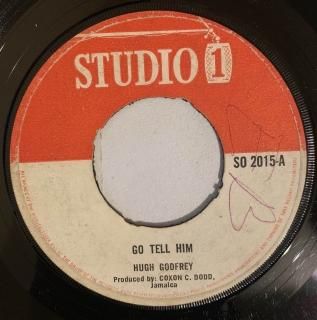 STUDIO 1
SO 2015-A
GO TELL HIM
HUGH GODFREY
Produced by: COXON C. DODD,
Jamaica